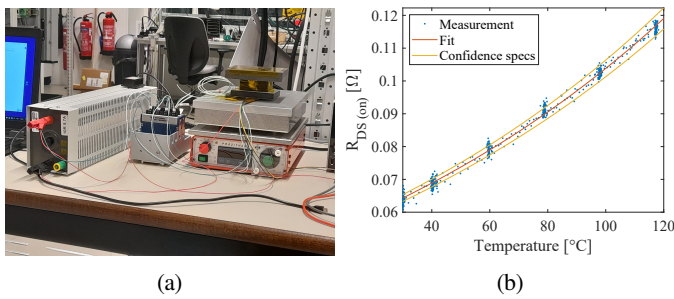 0.12
0.11
0.1
0.09
0.08
0.07
0.06
R_DS (on) [Ω]
Measurement
Fit
Confidence specs
40 60 80 100 120
Temperature [°C]
(a) (b)